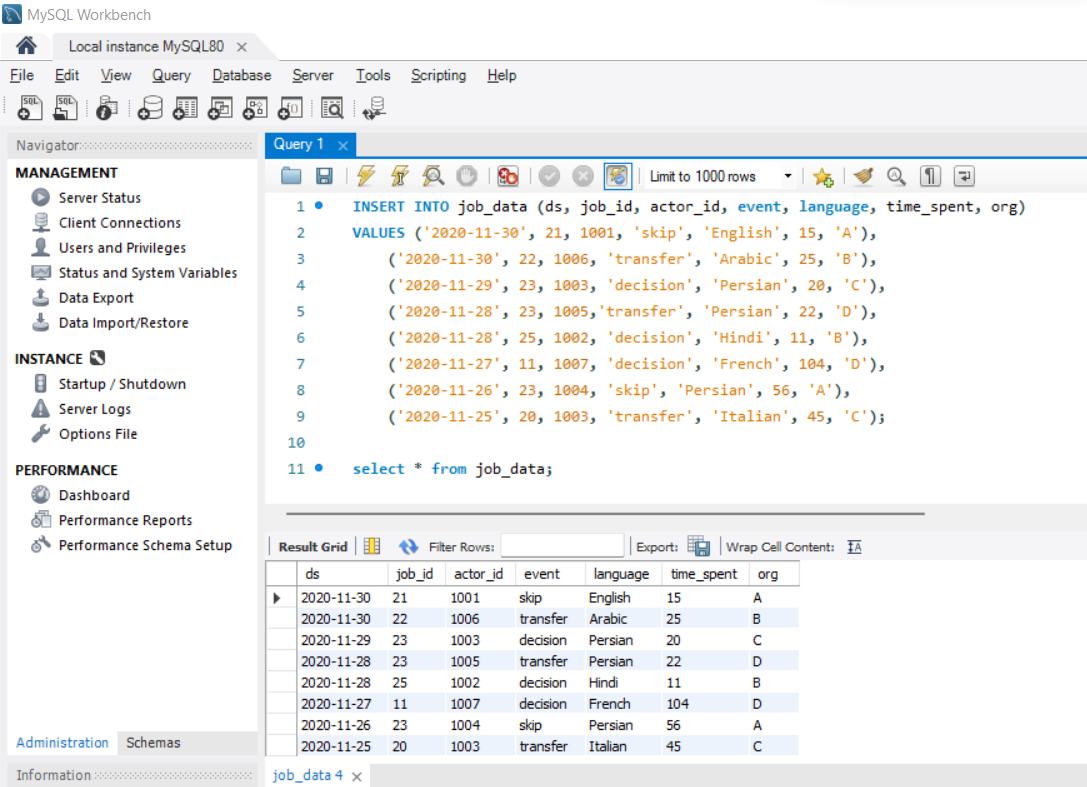 MySQL Workbench
Local instance MySQL80
File Edit View Query Database Server Tools Scripting Help
Navigator
MANAGEMENT
Server Status
Client Connections
Users and Privileges
Status and System Variables
Data Export
Data Import/Restore
INSTANCE
Startup / Shutdown
Server Logs
Options File
PERFORMANCE
Dashboard
Performance Reports
Performance Schema Setup
Administration Schemas
Information
Query 1
Limit to 1000 rows
1 INSERT INTO job_data (ds, job_id, actor_id, event, language, time_spent, org)
2 VALUES ('2020-11-30', 21, 1001, 'skip', 'English', 15, 'A'),
3 ('2020-11-30', 22, 1006, 'transfer', 'Arabic', 25, 'B'),
4 ('2020-11-29', 23, 1003, 'decision', 'Persian', 20, 'C'),
5 ('2020-11-28', 23, 1005,'transfer', 'Persian', 22, 'D'),
6 ('2020-11-28', 25, 1002, 'decision', 'Hindi', 11, 'B'),
7 ('2020-11-27', 11, 1007, 'decision', 'French', 104, 'D'),
8 ('2020-11-26', 23, 1004, 'skip', 'Persian', 56, 'A'),
9 ('2020-11-25', 20, 1003, 'transfer', 'Italian', 45, 'C');
10
11 select * from job_data;
Result Grid Filter Rows: Export: Wrap Cell Content:
ds job_id actor_id event language time_spent org
2020-11-30 21 1001 skip English 15 A
2020-11-30 22 1006 transfer Arabic 25 B
2020-11-29 23 1003 decision Persian 20 C
2020-11-28 23 1005 transfer Persian 22 D
2020-11-28 25 1002 decision Hindi 11 B
2020-11-27 11 1007 decision French 104 D
2020-11-26 23 1004 skip Persian 56 A
2020-11-25 20 1003 transfer Italian 45 C
job_data 4